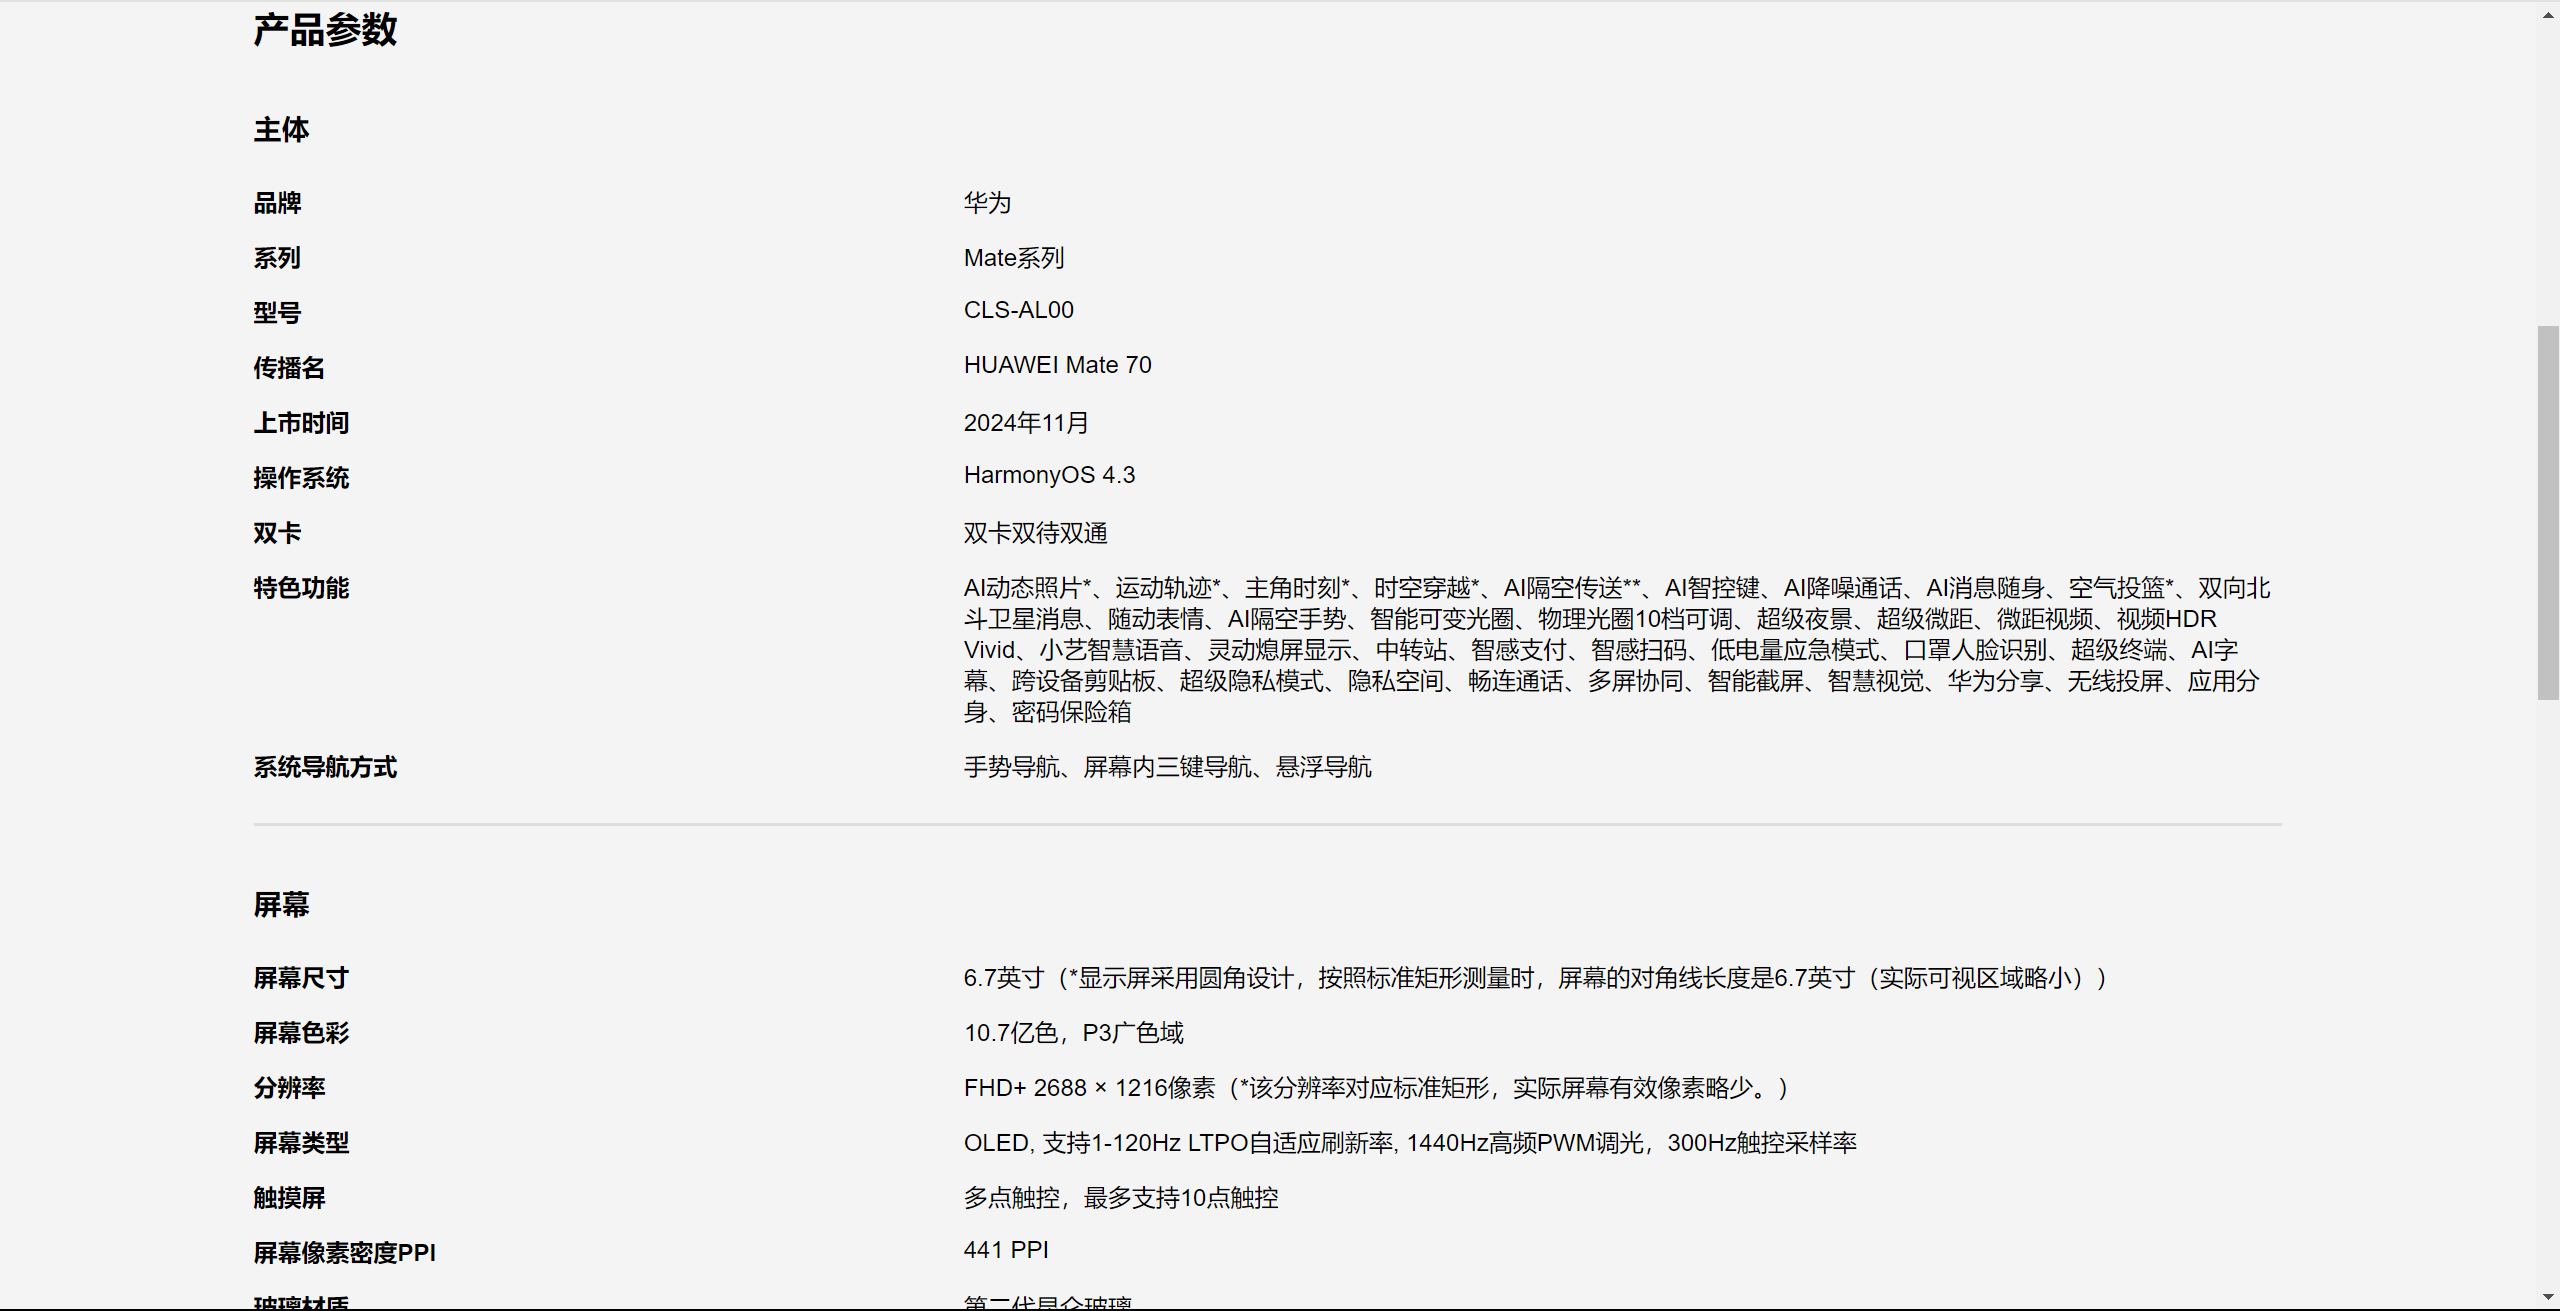 产品参数
主体
品牌 华为
系列 Mate系列
型号 CLS-AL00
传播名 HUAWEI Mate 70
上市时间 2024年11月
操作系统 HarmonyOS 4.3
双卡 双卡双待双通
特色功能 AI动态照片*、运动轨迹*、主角时刻*、时空穿越*、AI隔空传送**、AI智控键、AI降噪通话、AI消息随身、空气投篮*、双向北
斗卫星消息、随动表情、AI隔空手势、智能可变光圈、物理光圈10档可调、超级夜景、超级微距、微距视频、视频HDR
Vivid、小艺智慧语音、灵动熄屏显示、中转站、智感支付、智感扫码、低电量应急模式、口罩人脸识别、超级终端、AI字
幕、跨设备剪贴板、超级隐私模式、隐私空间、畅连通话、多屏协同、智能截屏、智慧视觉、华为分享、无线投屏、应用分
身、密码保险箱
系统导航方式 手势导航、屏幕内三键导航、悬浮导航
屏幕
屏幕尺寸 6.7英寸（*显示屏采用圆角设计，按照标准矩形测量时，屏幕的对角线长度是6.7英寸（实际可视区域略小））
屏幕色彩 10.7亿色，P3广色域
分辨率 FHD+ 2688 × 1216像素（*该分辨率对应标准矩形，实际屏幕有效像素略少。）
屏幕类型 OLED, 支持1-120Hz LTPO自适应刷新率, 1440Hz高频PWM调光，300Hz触控采样率
触摸屏 多点触控，最多支持10点触控
屏幕像素密度PPI 441 PPI
玻璃材质 第二代昆仑玻璃